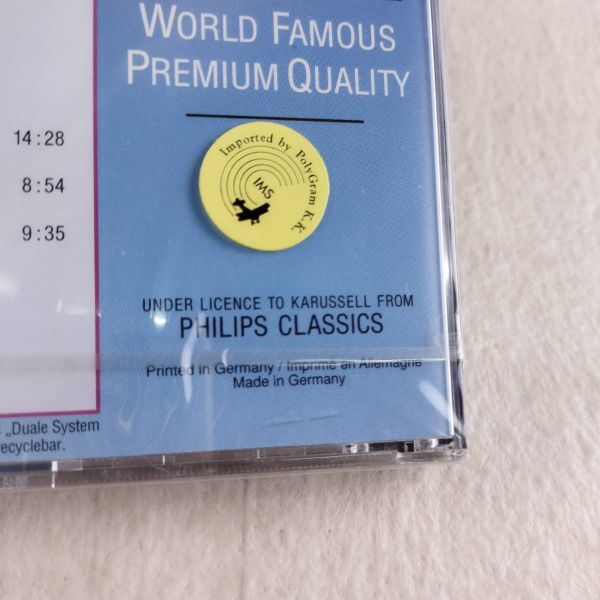 WORLD FAMOUS
PREMIUM QUALITY
14:28
8:54
9:35
Imported by PolyGram K.K.
IMS
UNDER LICENCE TO KARUSSELL FROM
PHILIPS CLASSICS
Printed in Germany / Imprimé en Allemagne
Made in Germany
„Duale System
recyclebar.